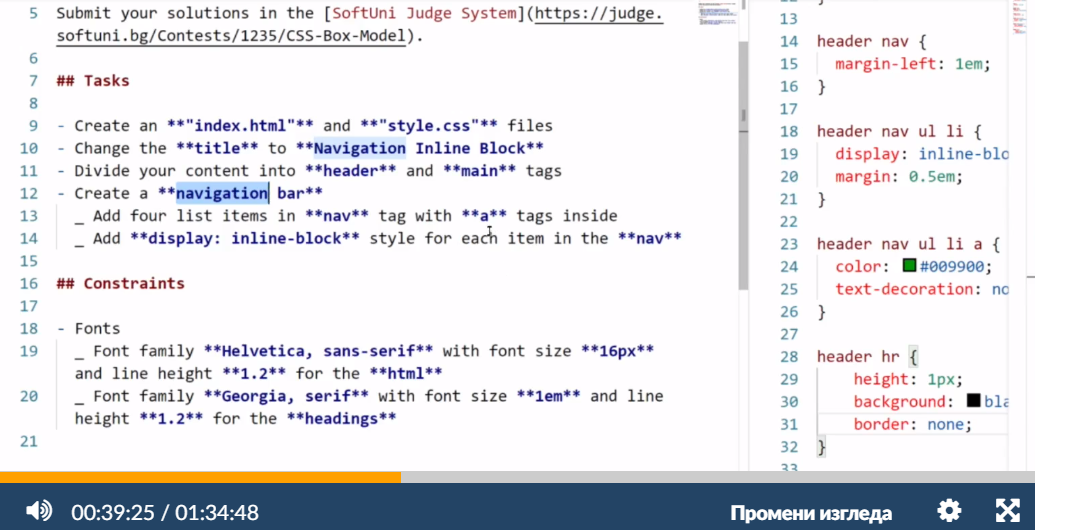 5 Submit your solutions in the [SoftUni Judge System](https://judge.
softuni.bg/Contests/1235/CSS-Box-Model).
6
7 ## Tasks
8
9 - Create an **"index.html"** and **"style.css"** files
10 - Change the **title** to **Navigation Inline Block**
11 - Divide your content into **header** and **main** tags
12 - Create a **navigation bar**
13 _ Add four list items in **nav** tag with **a** tags inside
14 _ Add **display: inline-block** style for each item in the **nav**
15
16 ## Constraints
17
18 - Fonts
19 _ Font family **Helvetica, sans-serif** with font size **16px**
and line height **1.2** for the **html**
20 _ Font family **Georgia, serif** with font size **1em** and line
height **1.2** for the **headings**
21
13
14 header nav {
15 margin-left: 1em;
16 }
17
18 header nav ul li {
19 display: inline-blo
20 margin: 0.5em;
21 }
22
23 header nav ul li a {
24 color: #009900;
25 text-decoration: no
26 }
27
28 header hr {
29 height: 1px;
30 background: bla
31 border: none;
32 }
33
00:39:25 / 01:34:48
Промени изгледа